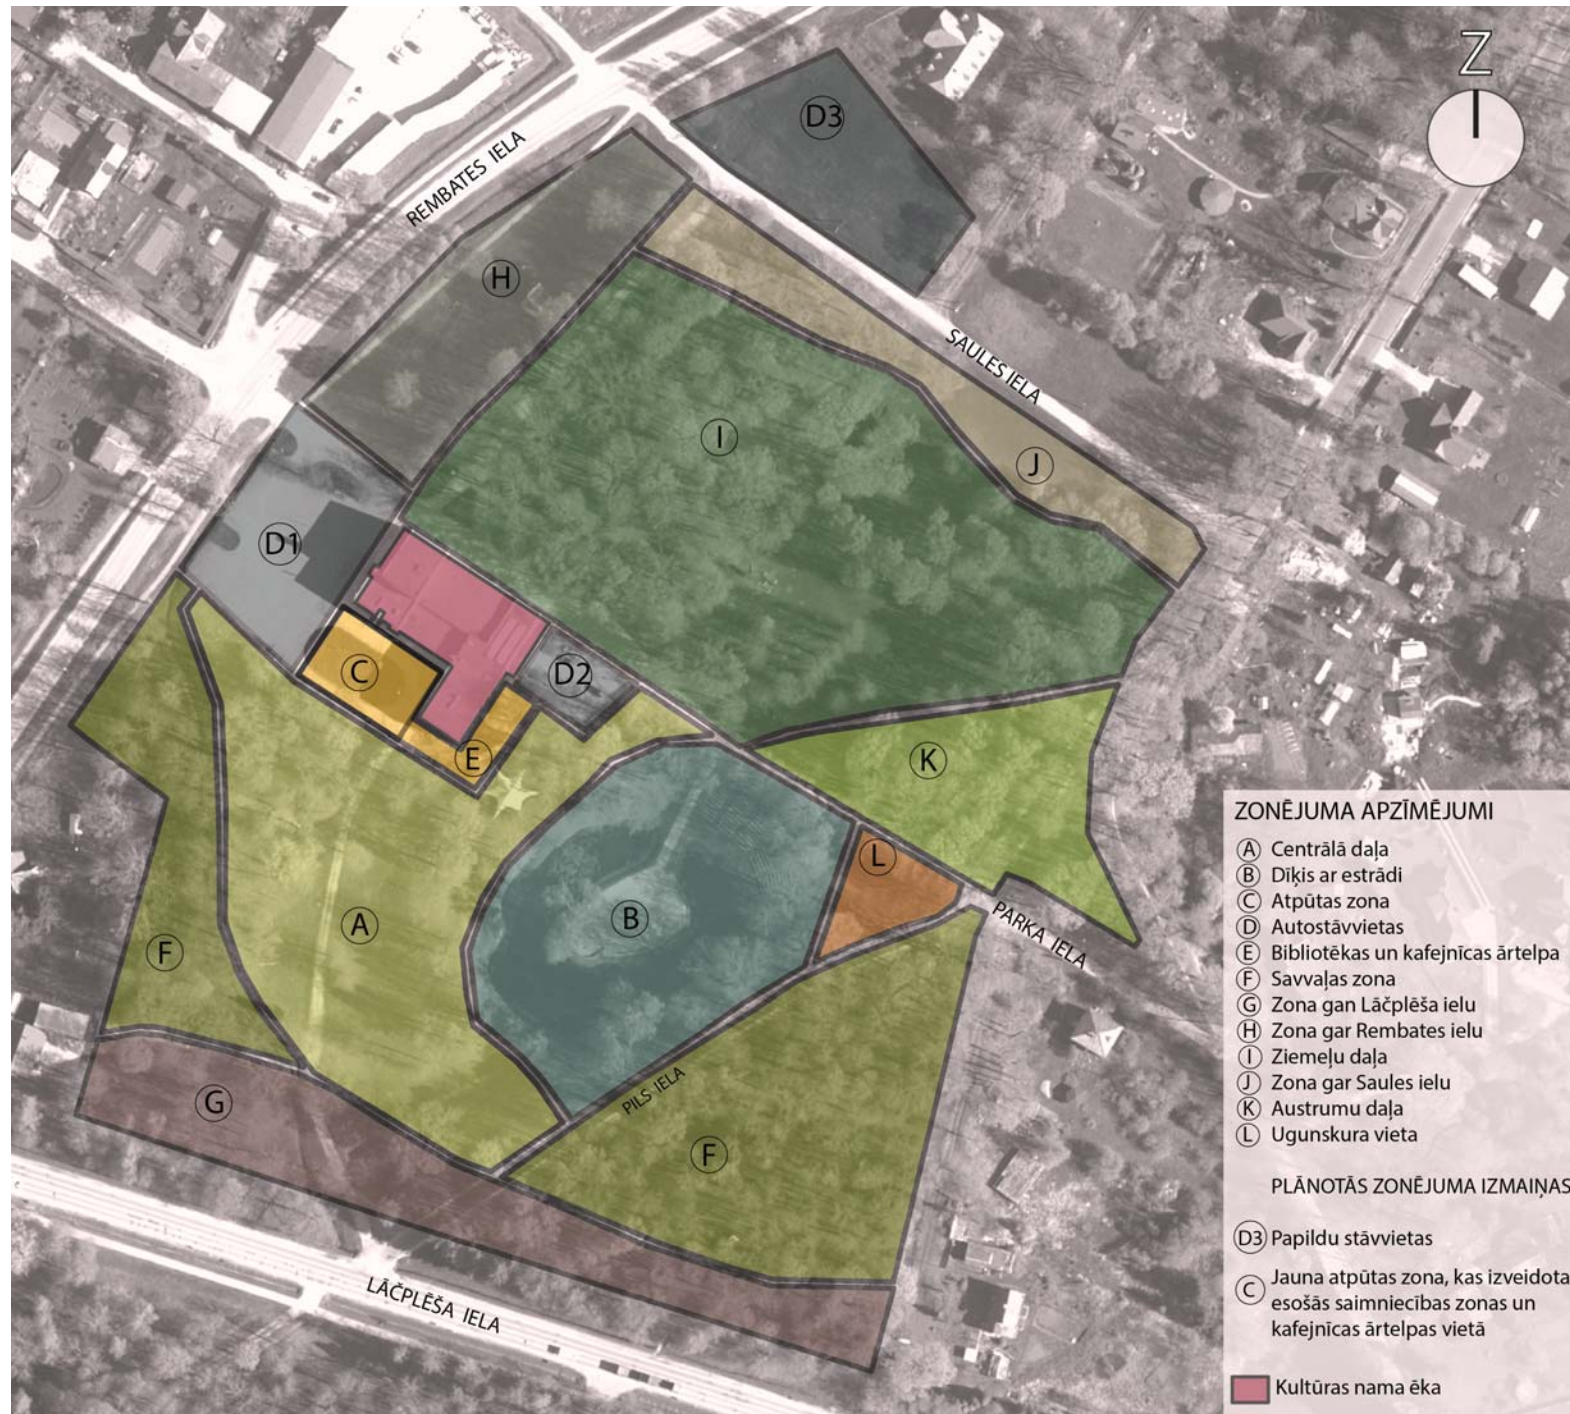 Z
D3
REMBATES IELA
H
SAULES IELA
I
J
D1
C
D2
E
K
L
A
B
F
PARKA IELA
PILS IELA
G
F
LĀČPLĒŠA IELA
ZONĒJUMA APZĪMĒJUMI
A Centrālā daļa
B Dīķis ar estrādi
C Atpūtas zona
D Autostāvvietas
E Bibliotēkas un kafejnīcas ārtelpa
F Savvaļas zona
G Zona gan Lāčplēša ielu
H Zona gar Rembates ielu
I Ziemeļu daļa
J Zona gar Saules ielu
K Austrumu daļa
L Ugunskura vieta
PLĀNOTĀS ZONĒJUMA IZMAIŅAS
D3 Papildu stāvvietas
C Jauna atpūtas zona, kas izveidota
esošās saimniecības zonas un
kafejnīcas ārtelpas vietā
Kultūras nama ēka